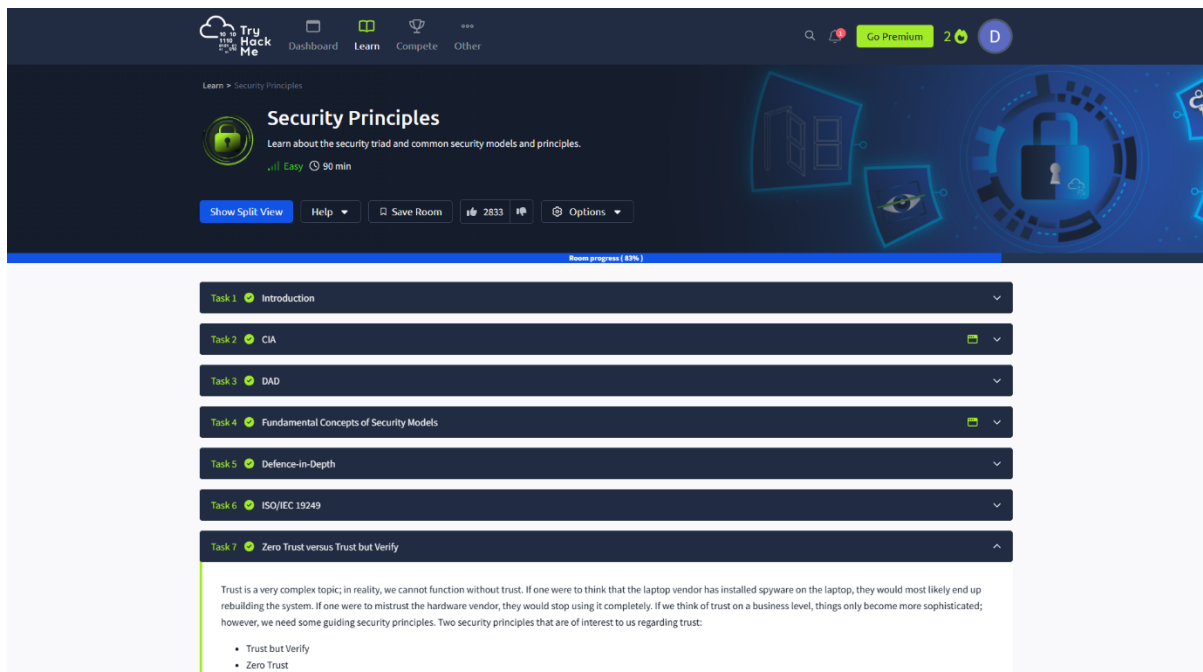 Try
Hack
Me
Dashboard
Learn
Compete
Other
Go Premium
2
D
Learn > Security Principles
Security Principles
Learn about the security triad and common security models and principles.
Easy 90 min
Show Split View
Help
Save Room
2833
Options
Room progress ( 83% )
Task 1 Introduction
Task 2 CIA
Task 3 DAD
Task 4 Fundamental Concepts of Security Models
Task 5 Defence-in-Depth
Task 6 ISO/IEC 19249
Task 7 Zero Trust versus Trust but Verify
Trust is a very complex topic; in reality, we cannot function without trust. If one were to think that the laptop vendor has installed spyware on the laptop, they would most likely end up
rebuilding the system. If one were to mistrust the hardware vendor, they would stop using it completely. If we think of trust on a business level, things only become more sophisticated;
however, we need some guiding security principles. Two security principles that are of interest to us regarding trust:
• Trust but Verify
• Zero Trust